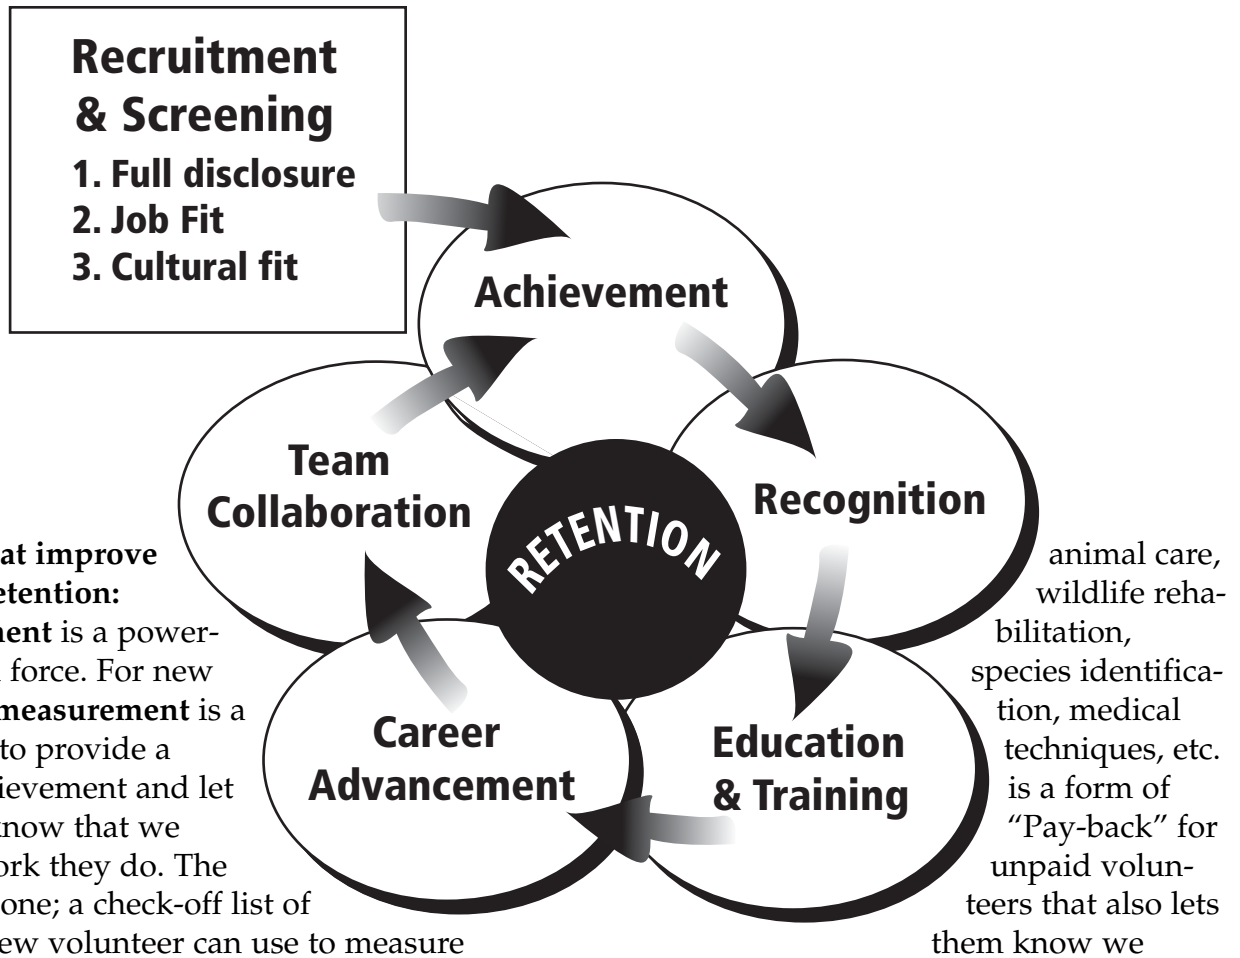 Recruitment
& Screening
1. Full disclosure
2. Job Fit
3. Cultural fit
Achievement
Recognition
Education
& Training
Career
Advancement
Team
Collaboration
RETENTION
at improve
etention:
ment is a power-
force. For new
measurement is a
to provide a
ievement and let
know that we
ork they do. The
one; a check-off list of
ew volunteer can use to measure
animal care,
wildlife reha-
bilitation,
species identifica-
tion, medical
techniques, etc.
is a form of
“Pay-back” for
unpaid volun-
teers that also lets
them know we